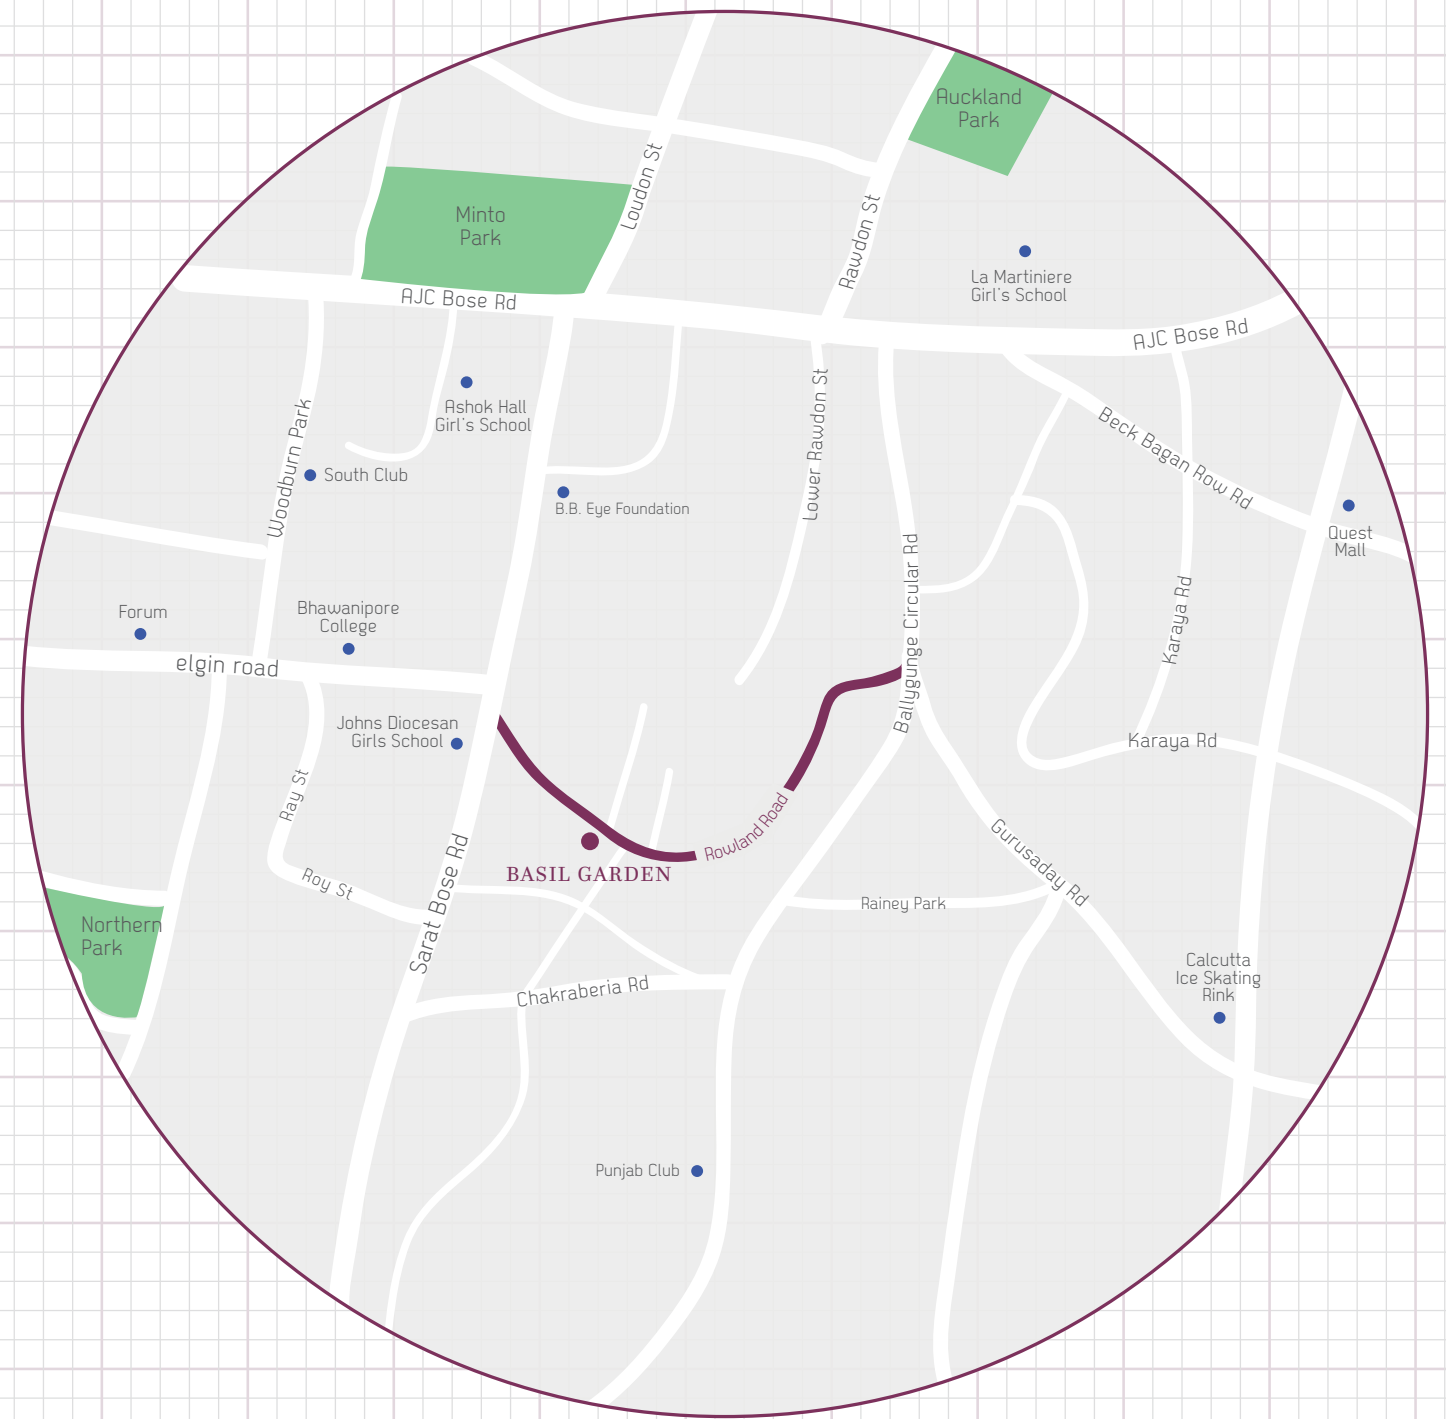 Auckland
Park
Loudon St
Minto
Park
Rawdon St
La Martiniere
Girl's School
AJC Bose Rd
AJC Bose Rd
Ashok Hall
Girl's School
Lower Rawdon St
Woodburn Park
Beck Bagan Row Rd
South Club
B.B. Eye Foundation
Quest
Mall
Ballygunge Circular Rd
Karaya Rd
Forum
Bhawanipore
College
elgin road
Johns Diocesan
Girls School
Karaya Rd
Ray St
Rowland Road
Gurusaday Rd
BASIL GARDEN
Roy St
Sarat Bose Rd
Rainey Park
Northern
Park
Calcutta
Ice Skating
Rink
Chakraberia Rd
Punjab Club